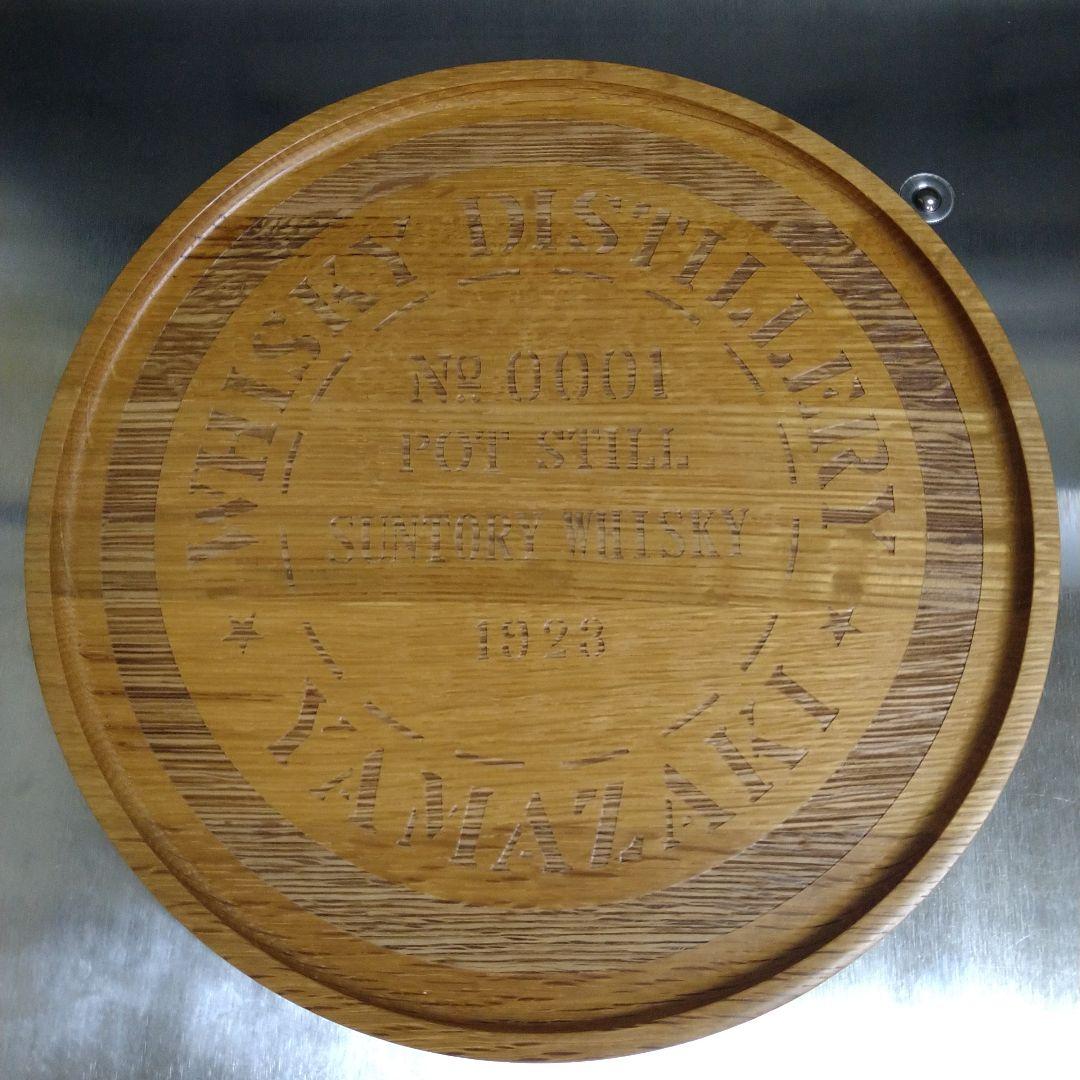 WHISKY DISTILLERY
Nº 0001
POT STILL
SUNTORY WHISKY
1923
YAMAZAKI